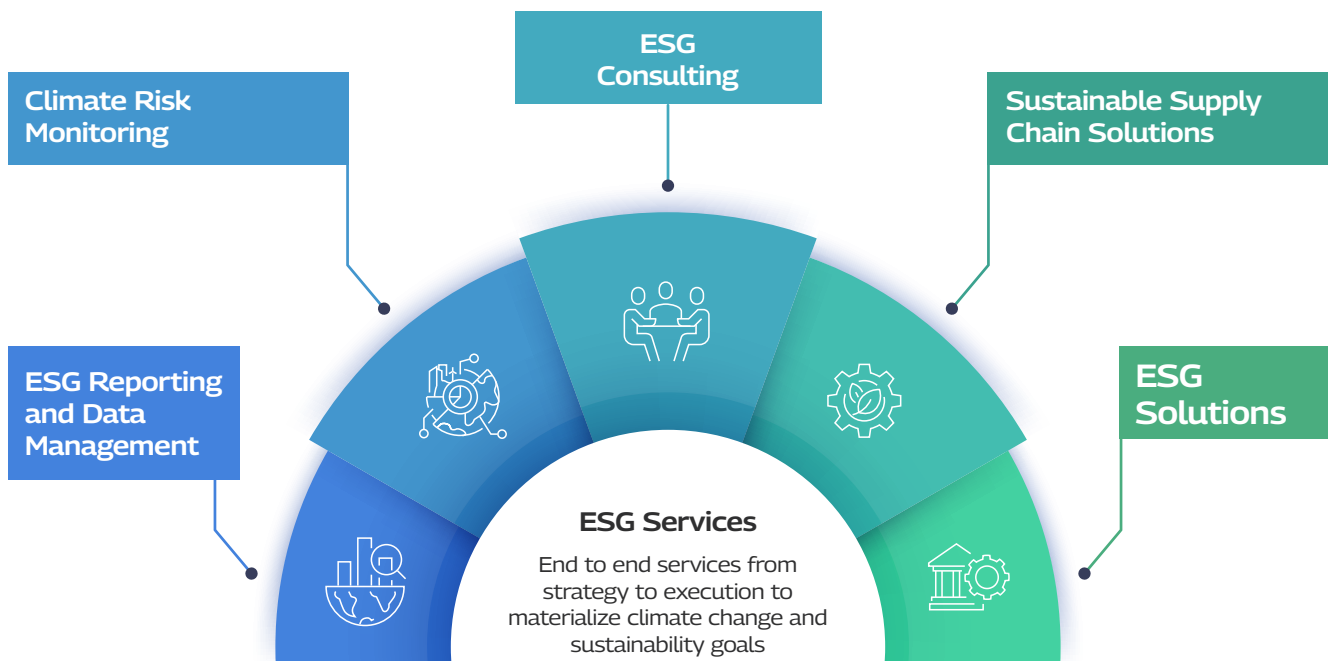 ESG
Consulting
Climate Risk
Monitoring
Sustainable Supply
Chain Solutions
ESG Reporting
and Data
Management
ESG
Solutions
ESG Services
End to end services from
strategy to execution to
materialize climate change and
sustainability goals